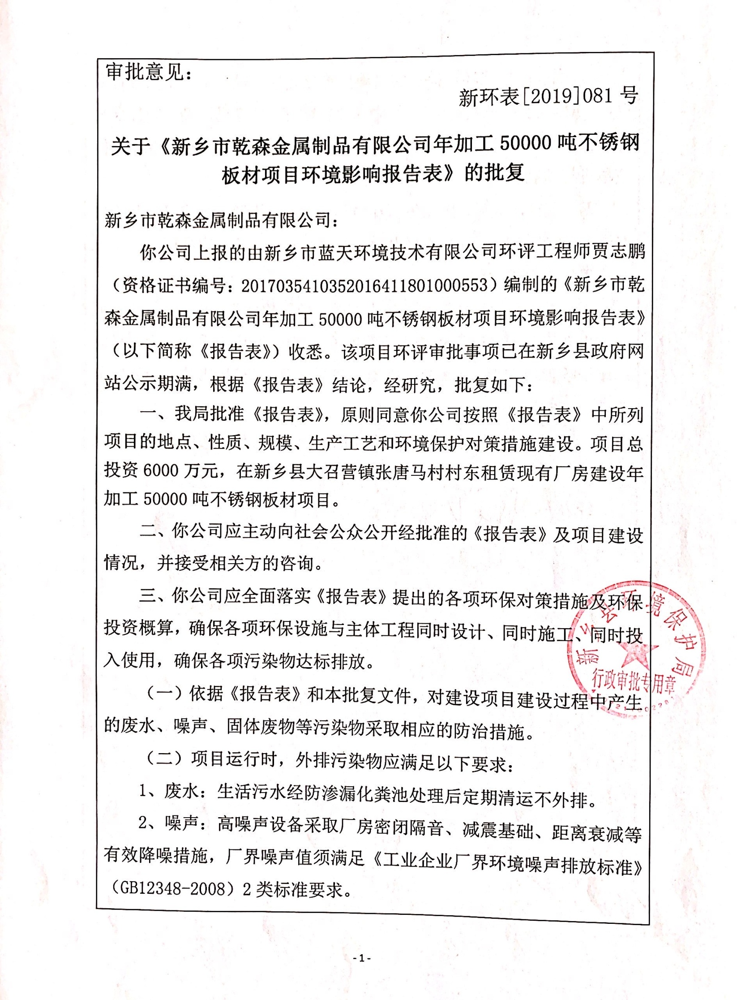 审批意见：
新环表[2019]081 号
关于《新乡市乾森金属制品有限公司年加工 50000 吨不锈钢
板材项目环境影响报告表》的批复
新乡市乾森金属制品有限公司：
你公司上报的由新乡市蓝天环境技术有限公司环评工程师贾志鹏
（资格证书编号：2017035410352016411801000553）编制的《新乡市乾
森金属制品有限公司年加工 50000 吨不锈钢板材项目环境影响报告表》
（以下简称《报告表》）收悉。该项目环评审批事项已在新乡县政府网
站公示期满，根据《报告表》结论，经研究，批复如下：
一、我局批准《报告表》，原则同意你公司按照《报告表》中所列
项目的地点、性质、规模、生产工艺和环境保护对策措施建设。项目总
投资 6000 万元，在新乡县大召营镇张唐马村村东租赁现有厂房建设年
加工 50000 吨不锈钢板材项目。
二、你公司应主动向社会公众公开经批准的《报告表》及项目建设
情况，并接受相关方的咨询。
三、你公司应全面落实《报告表》提出的各项环保对策措施及环保
投资概算，确保各项环保设施与主体工程同时设计、同时施工、同时投
入使用，确保各项污染物达标排放。
（一）依据《报告表》和本批复文件，对建设项目建设过程中产生
的废水、噪声、固体废物等污染物采取相应的防治措施。
（二）项目运行时，外排污染物应满足以下要求：
1、废水：生活污水经防渗漏化粪池处理后定期清运不外排。
2、噪声：高噪声设备采取厂房密闭隔音、减震基础、距离衰减等
有效降噪措施，厂界噪声值须满足《工业企业厂界环境噪声排放标准》
（GB12348-2008）2 类标准要求。
新乡县环境保护局
行政审批专用章
- 1 -